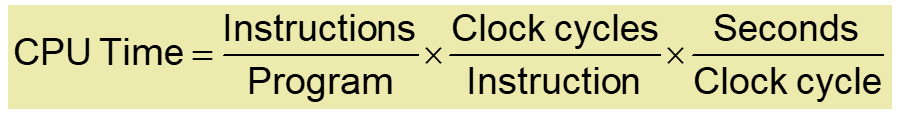 CPU Time = Instructions/Program × Clock cycles/Instruction × Seconds/Clock cycle